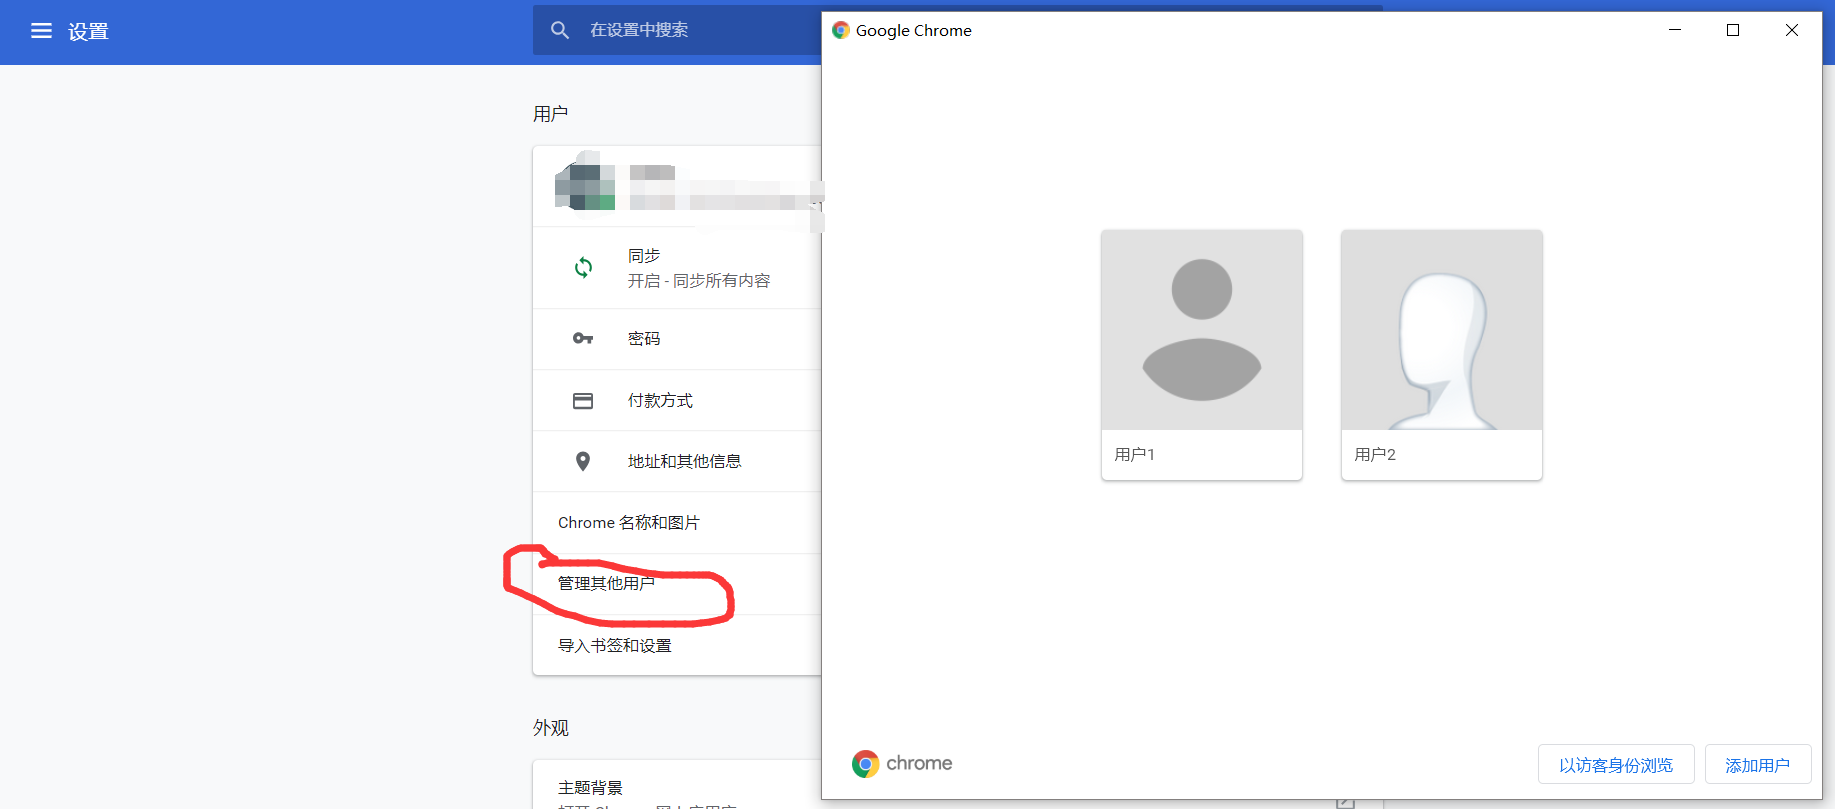 设置
在设置中搜索
用户
同步
开启 - 同步所有内容
密码
付款方式
地址和其他信息
Chrome 名称和图片
管理其他用户
导入书签和设置
外观
主题背景
Google Chrome
用户1
用户2
chrome
以访客身份浏览
添加用户